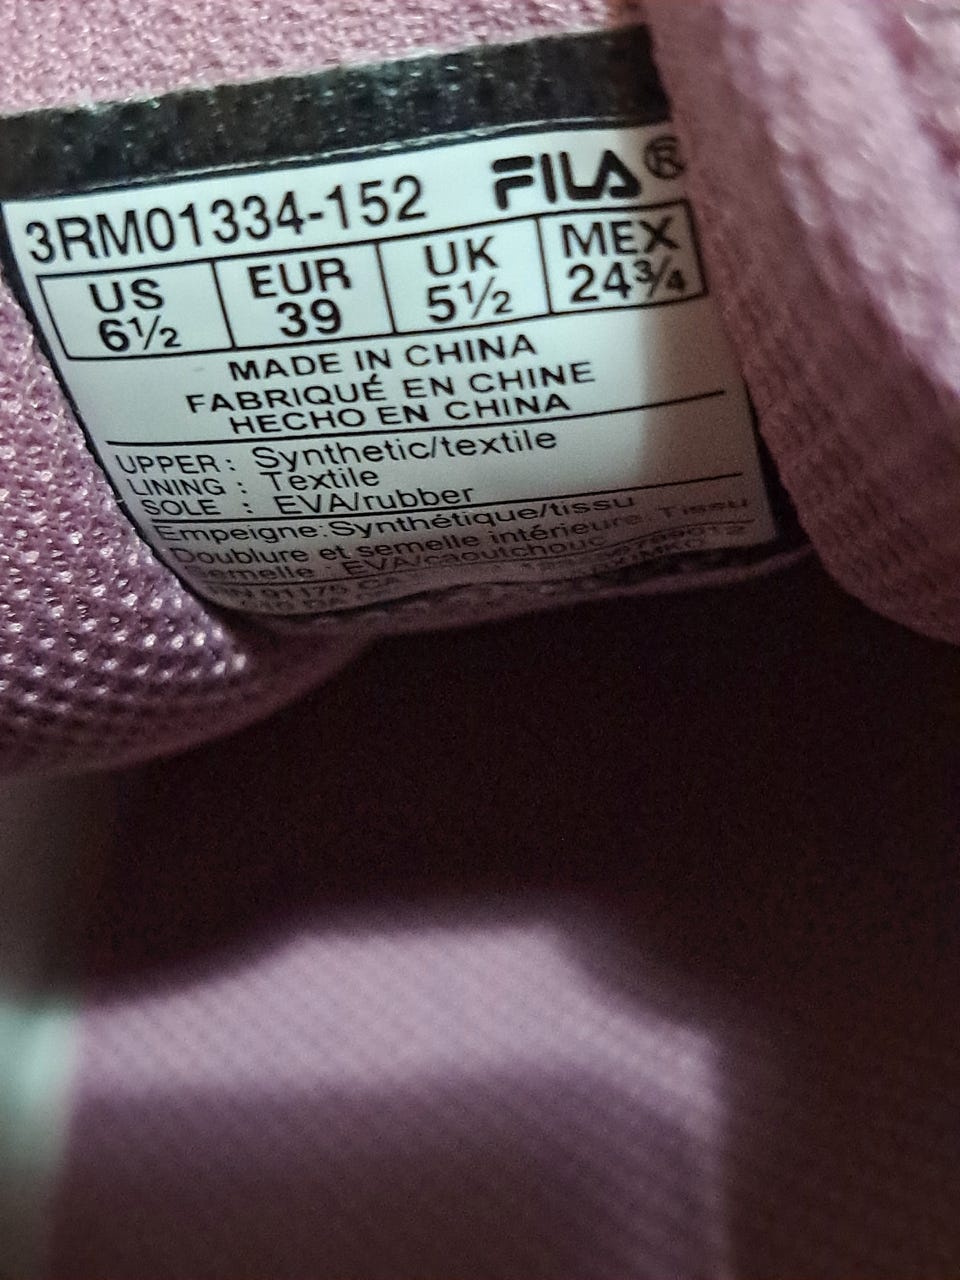 FILA®
3RM01334-152
US EUR UK MEX
6½ 39 5½ 24¾
MADE IN CHINA
FABRIQUÉ EN CHINE
HECHO EN CHINA
UPPER: Synthetic/textile
LINING : Textile
SOLE : EVA/rubber
Empeigne:Synthétique/tissu
Doublure et semelle intérieure: Tissu
Semelle : EVA/caoutchouc
91175 CA